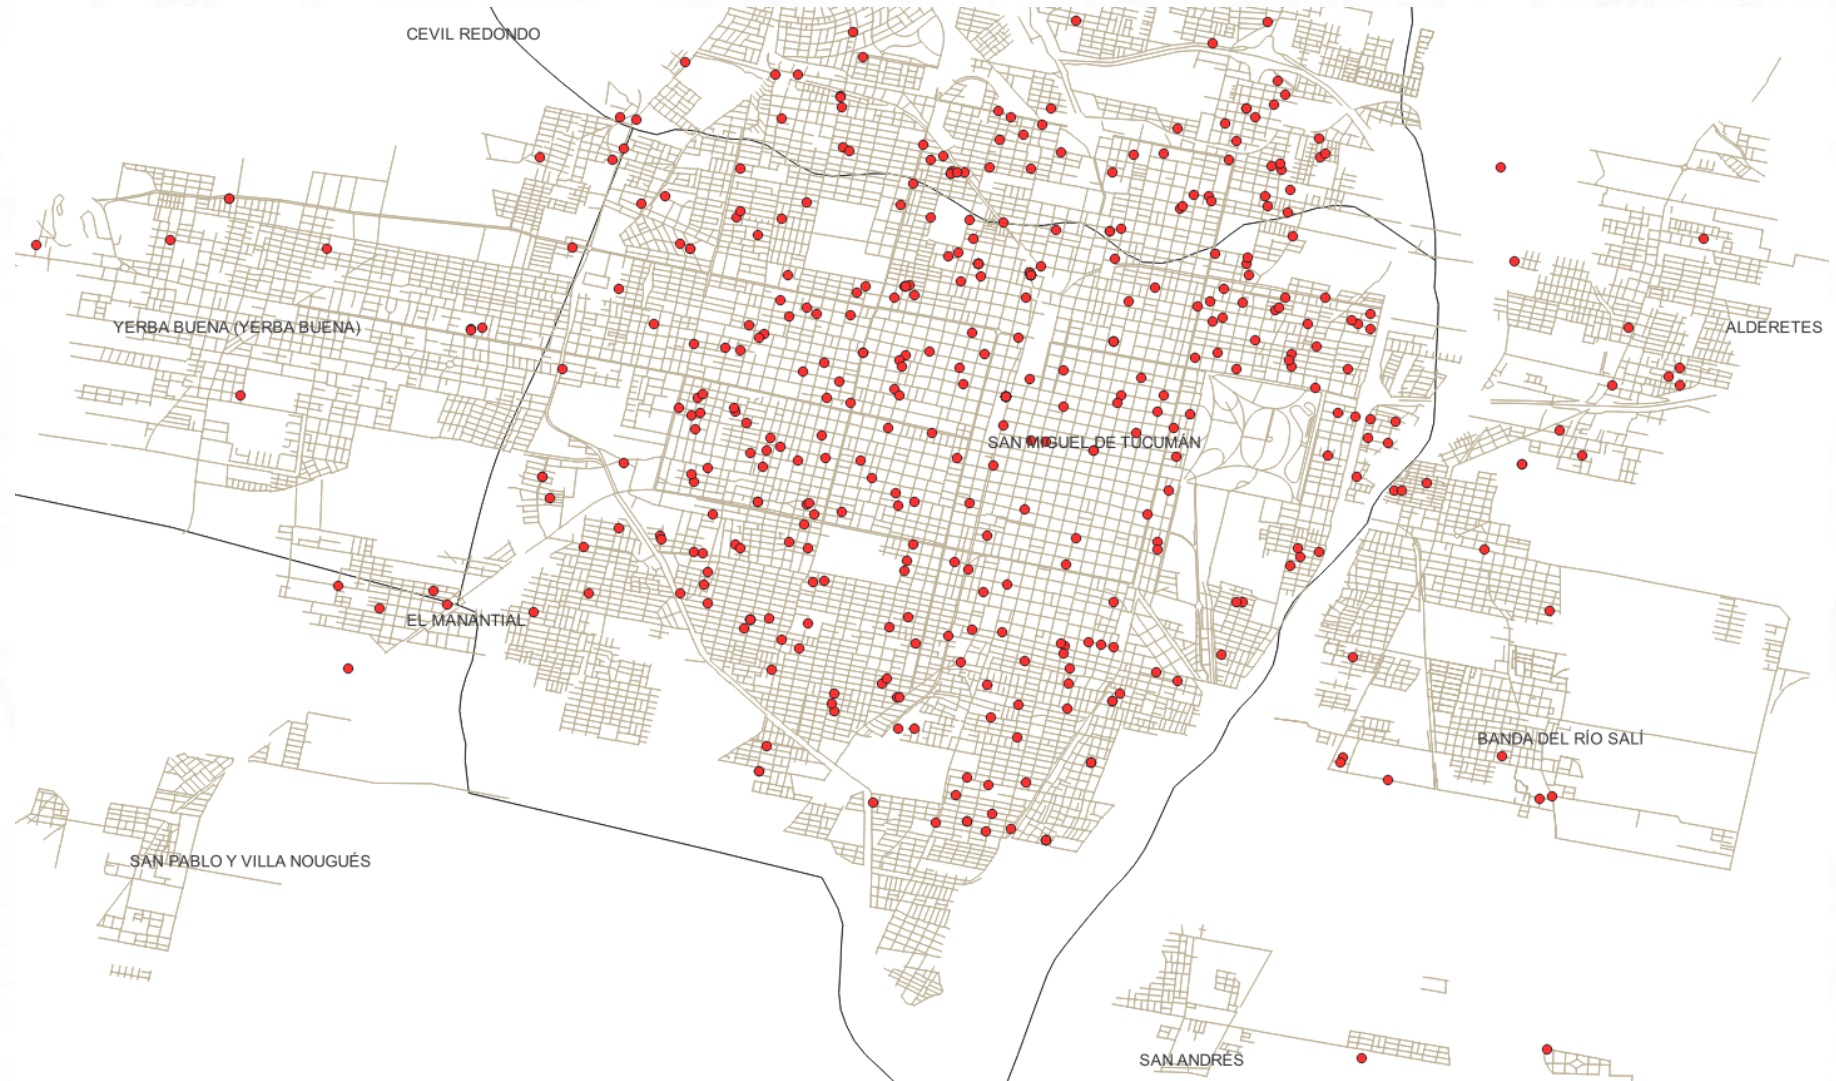 CEVIL REDONDO
YERBA BUENA (YERBA BUENA)
ALDERETES
SAN MIGUEL DE TUCUMÁN
EL MANANTIAL
BANDA DEL RÍO SALÍ
SAN PABLO Y VILLA NOUGUÉS
SAN ANDRÉS